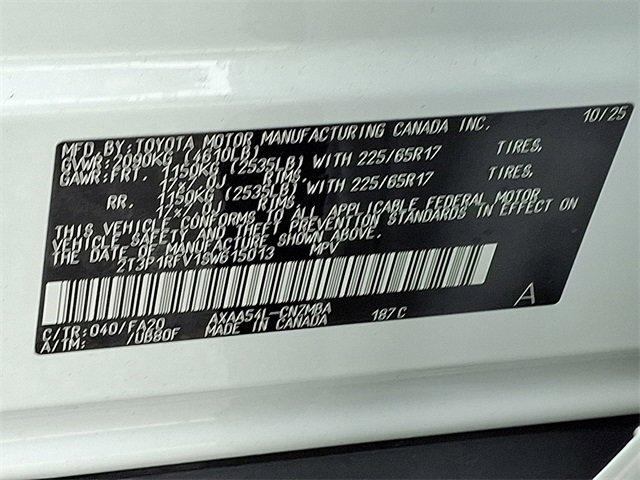 MFD. BY: TOYOTA MOTOR MANUFACTURING CANADA INC. 10/25
GVWR: 2090KG (4610LB)
GAWR: FRT. 1150KG (2535LB) WITH 225/65R17 TIRES,
RIMS,
RR. 1150KG (2535LB) WITH 225/65R17 TIRES,
RIMS,
THIS VEHICLE CONFORMS TO ALL APPLICABLE FEDERAL MOTOR
VEHICLE SAFETY AND THEFT PREVENTION STANDARDS IN EFFECT ON
THE DATE OF MANUFACTURE SHOWN ABOVE.
2T3P1RFV1SW615013 MPV
C/TR: 040/FA20 AXAA54L-CNZMBA 187C A
A/TM: /UB80F MADE IN CANADA